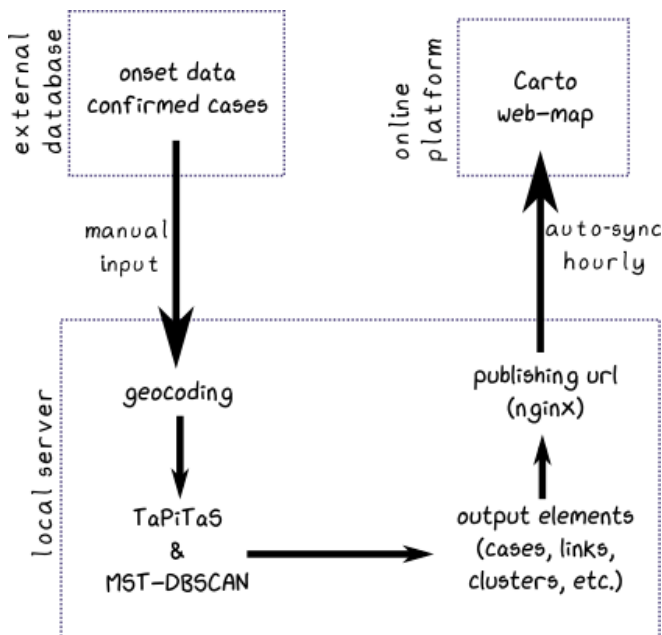 external
database
onset data
confirmed cases
online
platform
Carto
web-map
manual
input
auto-sync
hourly
local server
geocoding
TaPiTaS
&
MST-DBSCAN
output elements
(cases, links,
clusters, etc.)
publishing url
(nginx)